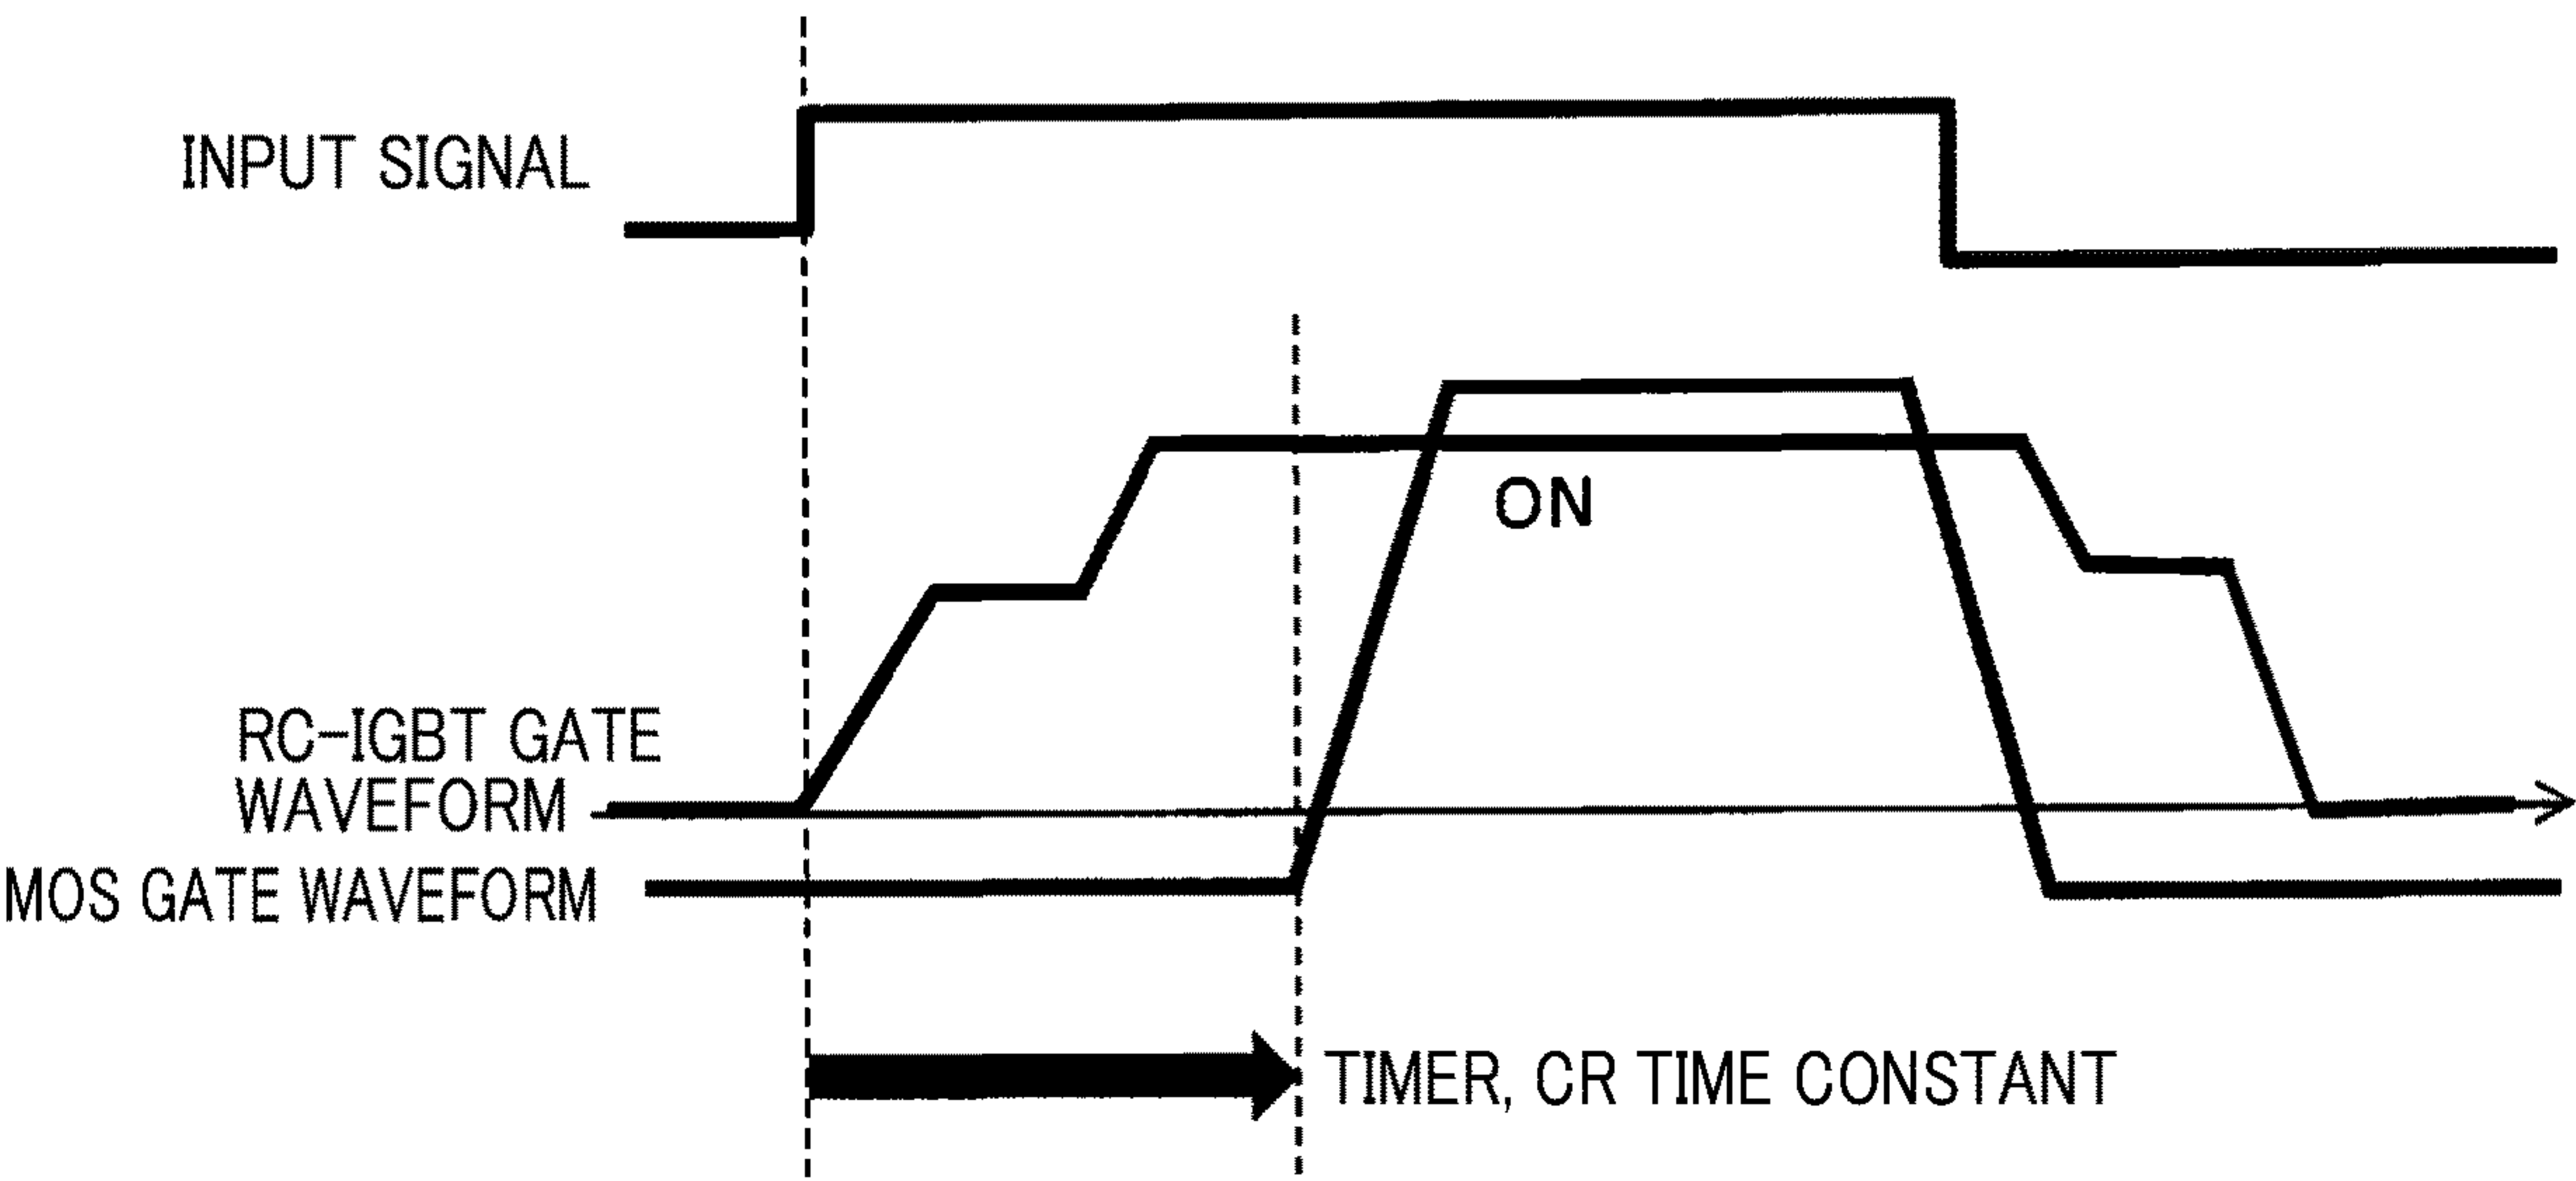 INPUT SIGNAL
ON
RC-IGBT GATE
WAVEFORM
MOS GATE WAVEFORM
TIMER, CR TIME CONSTANT